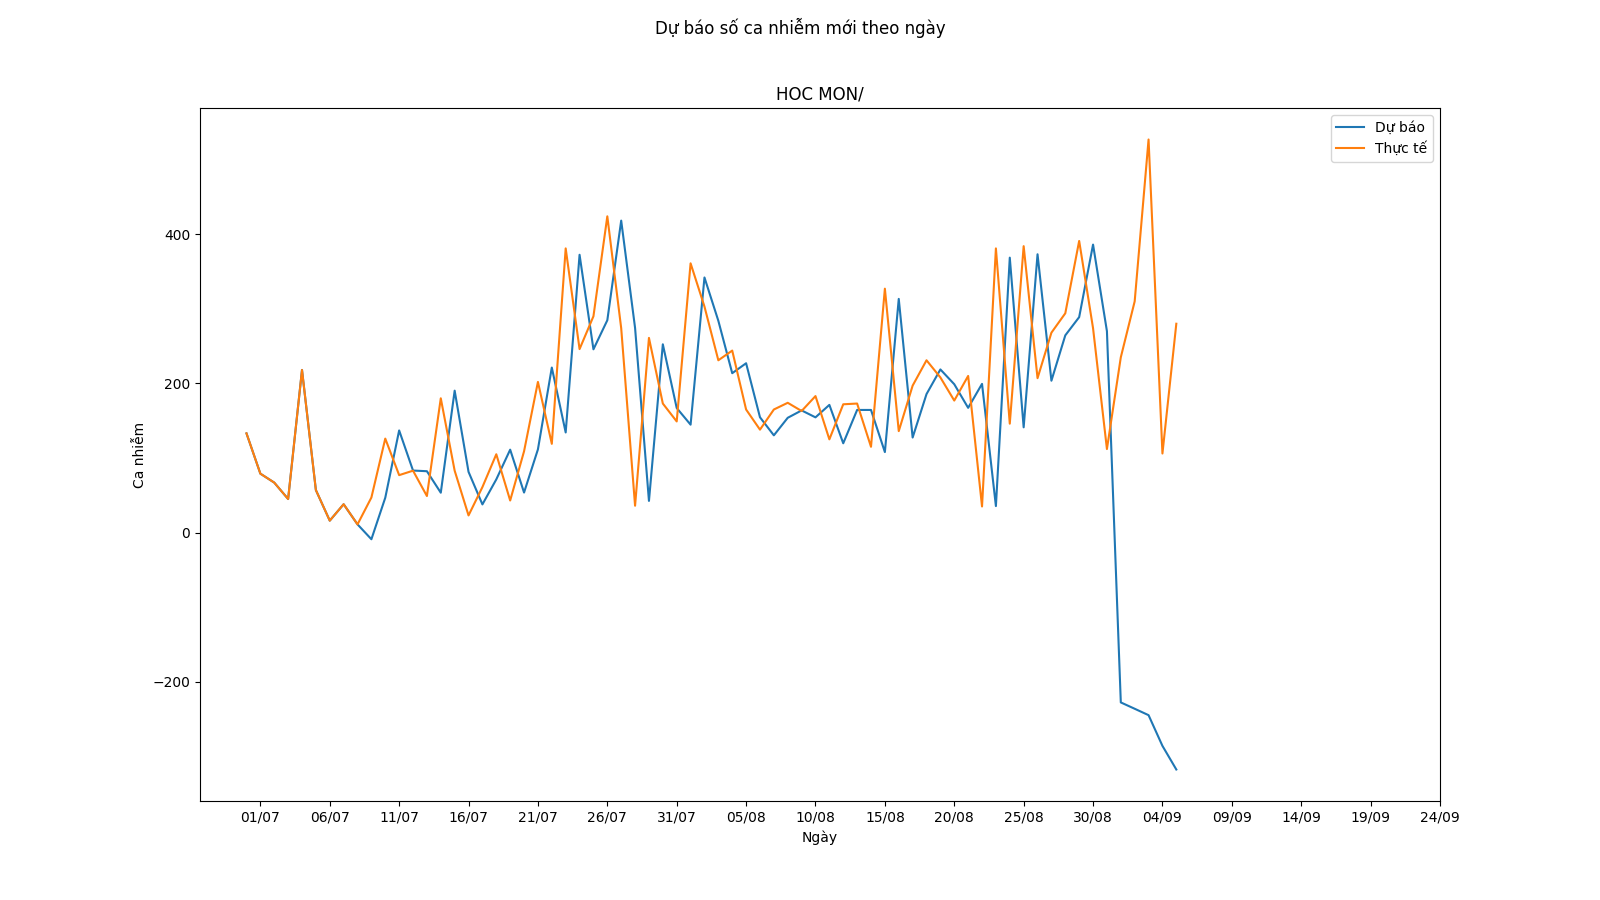 Dự báo số ca nhiễm mới theo ngày
HOC MON/
Dự báo
Thực tế
400
200
0
−200
Ca nhiễm
01/07 06/07 11/07 16/07 21/07 26/07 31/07 05/08 10/08 15/08 20/08 25/08 30/08 04/09 09/09 14/09 19/09 24/09
Ngày